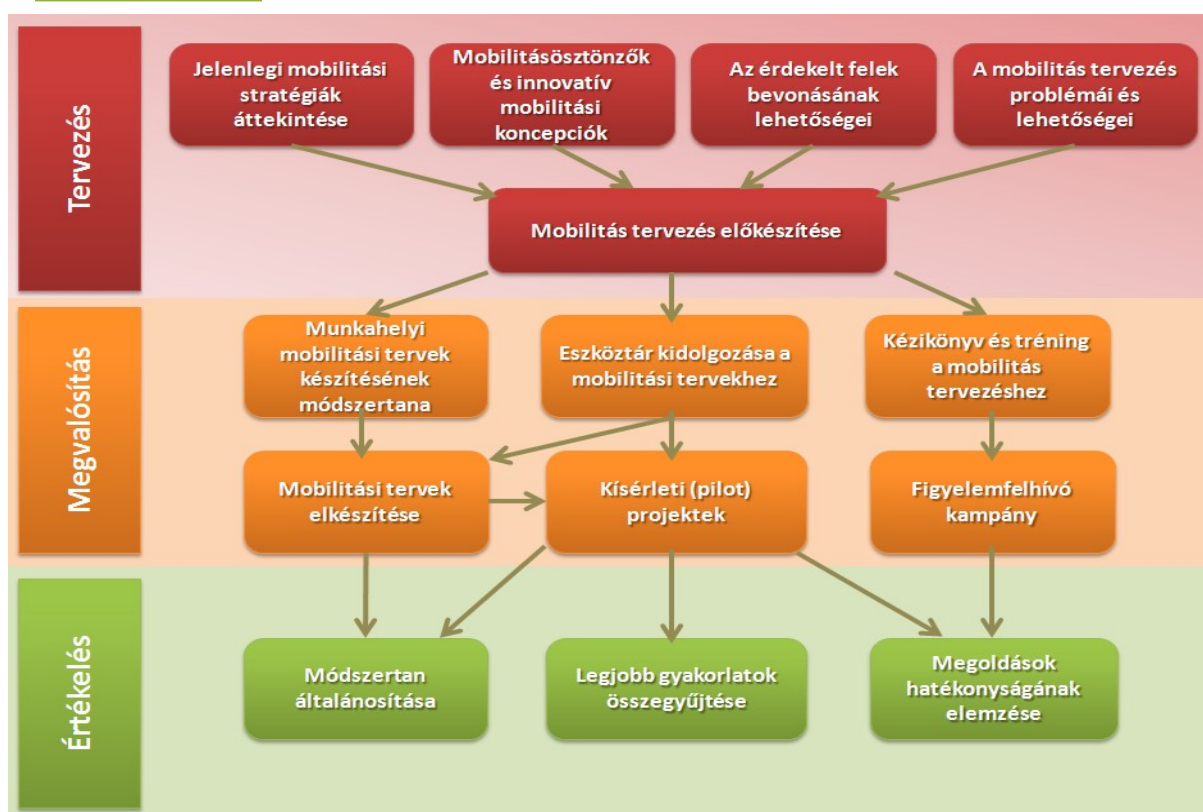 Tervezés
Jelenlegi mobilitási
stratégiák
áttekintése
Mobilitásösztönzők
és innovatív
mobilitási
koncepciók
Az érdekelt felek
bevonásának
lehetőségei
A mobilitás tervezés
problémái és
lehetőségei
Mobilitás tervezés előkészítése
Megvalósítás
Munkahelyi
mobilitási tervek
készítésének
módszertana
Eszköztár kidolgozása a
mobilitási tervekhez
Kézikönyv és tréning
a mobilitás
tervezéshez
Mobilitási tervek
elkészítése
Kísérleti (pilot)
projektek
Figyelemfelhívó
kampány
Értékelés
Módszertan
általánosítása
Legjobb gyakorlatok
összegyűjtése
Megoldások
hatékonyságának
elemzése